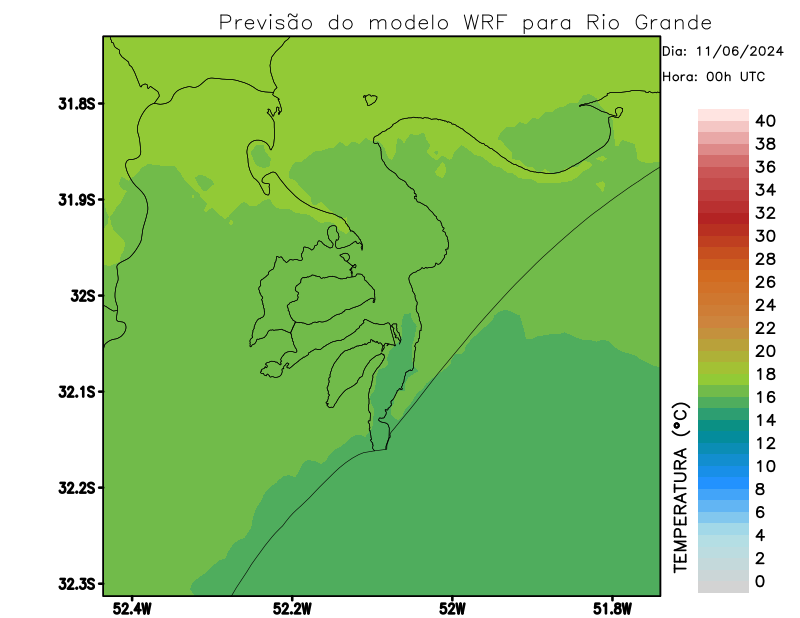 Previsão do modelo WRF para Rio Grande
Dia: 11/06/2024
Hora: 00h UTC
31.8S
31.9S
32S
32.1S
32.2S
32.3S
52.4W
52.2W
52W
51.8W
TEMPERATURA (°C)
40
38
36
34
32
30
28
26
24
22
20
18
16
14
12
10
8
6
4
2
0